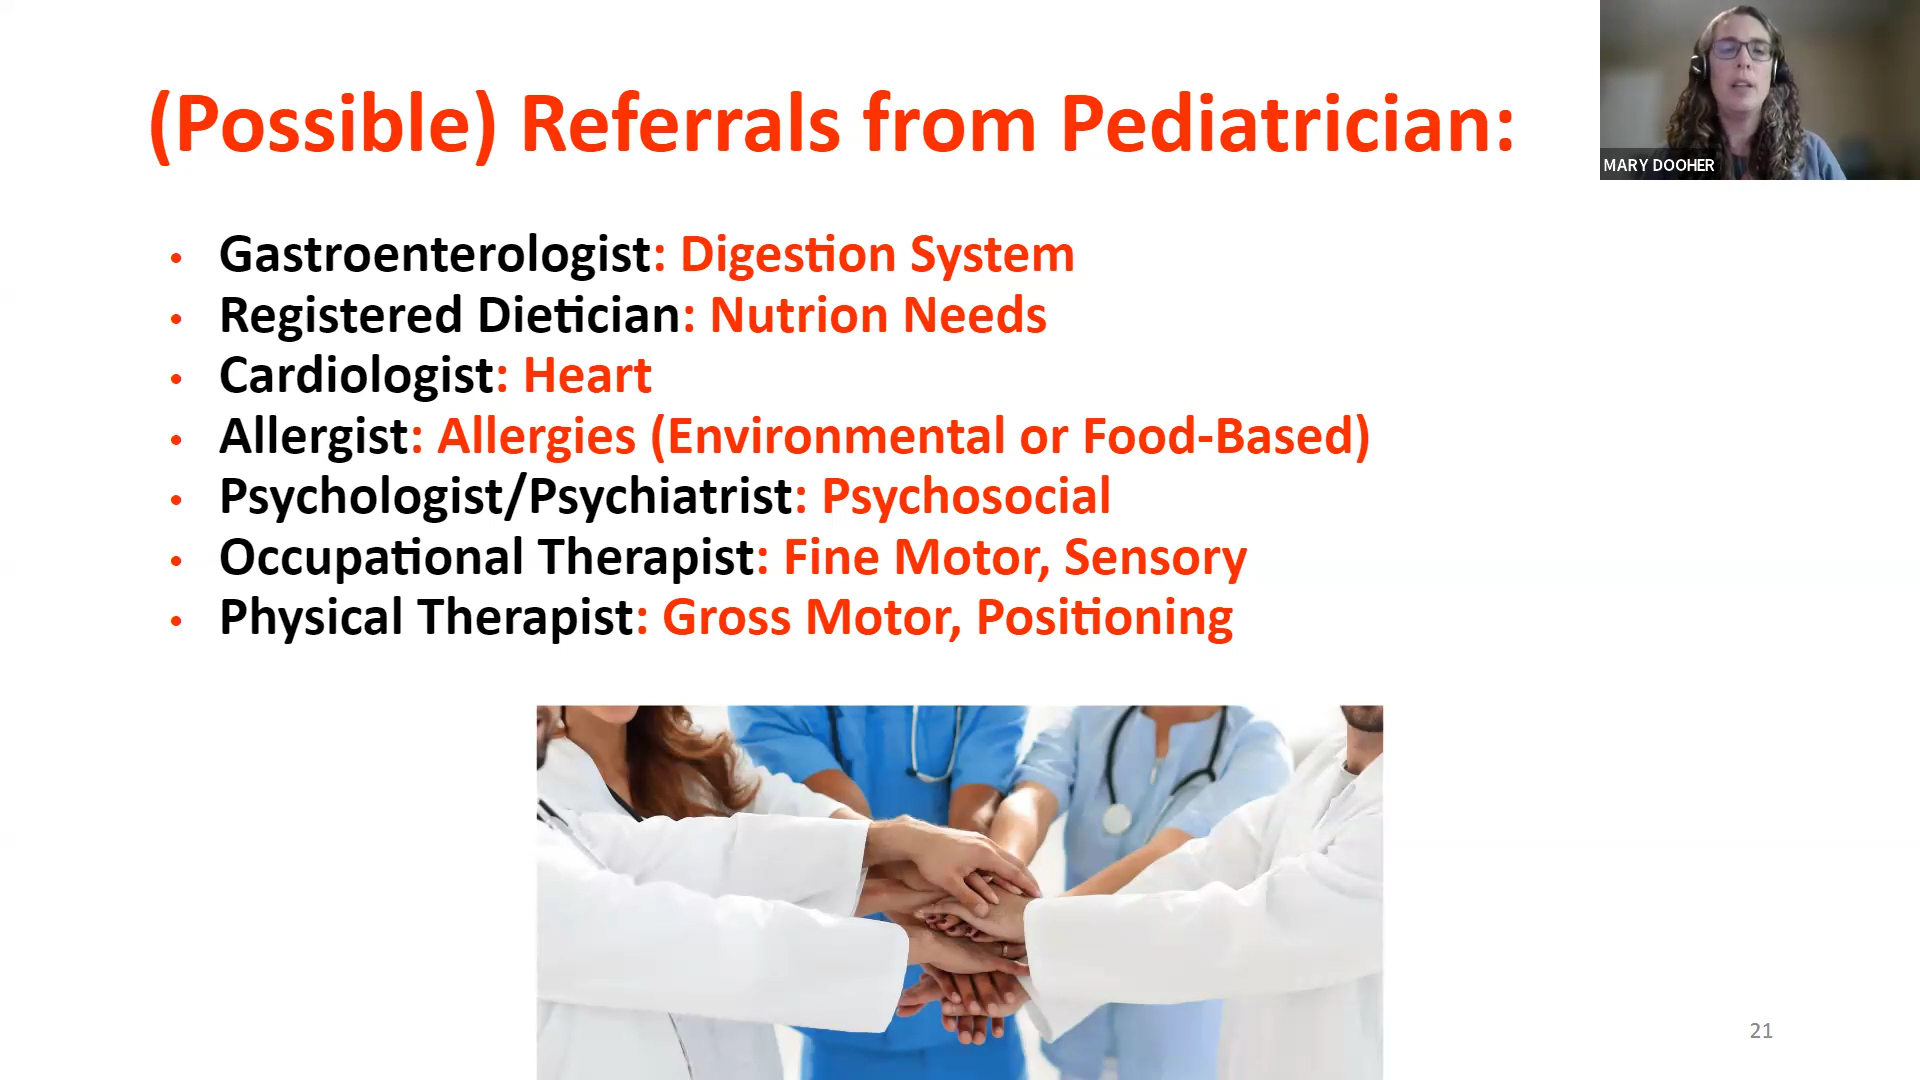 (Possible) Referrals from Pediatrician:
MARY DOOHER
• Gastroenterologist: Digestion System
• Registered Dietician: Nutrion Needs
• Cardiologist: Heart
• Allergist: Allergies (Environmental or Food-Based)
• Psychologist/Psychiatrist: Psychosocial
• Occupational Therapist: Fine Motor, Sensory
• Physical Therapist: Gross Motor, Positioning
21